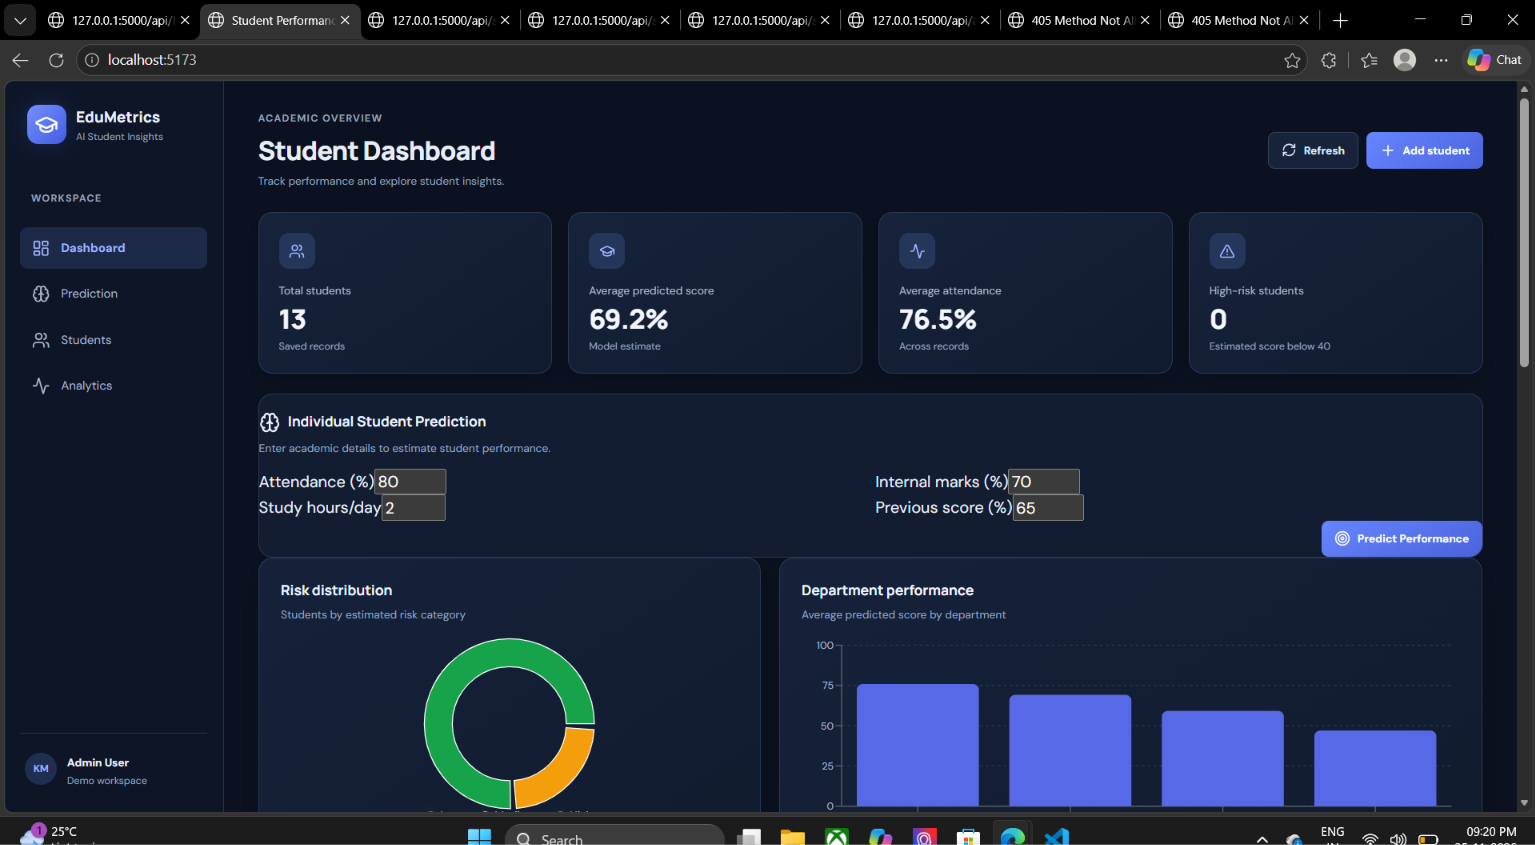 127.0.0.1:5000/api/
Student Performanc
127.0.0.1:5000/api/
127.0.0.1:5000/api/
127.0.0.1:5000/api/
127.0.0.1:5000/api/
405 Method Not Al
405 Method Not Al
localhost:5173
Chat
EduMetrics
AI Student Insights
WORKSPACE
Dashboard
Prediction
Students
Analytics
KM
Admin User
Demo workspace
ACADEMIC OVERVIEW
Student Dashboard
Track performance and explore student insights.
Refresh
Add student
Total students
13
Saved records
Average predicted score
69.2%
Model estimate
Average attendance
76.5%
Across records
High-risk students
0
Estimated score below 40
Individual Student Prediction
Enter academic details to estimate student performance.
Attendance (%) 80
Internal marks (%) 70
Study hours/day 2
Previous score (%) 65
Predict Performance
Risk distribution
Students by estimated risk category
Department performance
Average predicted score by department
100
75
50
25
0
1
25°C
Search
ENG
09:20 PM